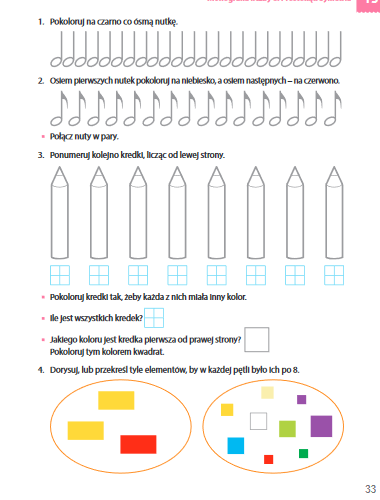 1. Pokoloruj na czarno co ósmą nutkę.
2. Osiem pierwszych nutek pokoloruj na niebiesko, a osiem następnych – na czerwono.
• Połącz nuty w pary.
3. Ponumeruj kolejno kredki, licząc od lewej strony.
• Pokoloruj kredki tak, żeby każda z nich miała inny kolor.
• Ile jest wszystkich kredek?
• Jakiego koloru jest kredka pierwsza od prawej strony?
Pokoloruj tym kolorem kwadrat.
4. Dorysuj, lub przekreśl tyle elementów, by w każdej pętli było ich po 8.
33